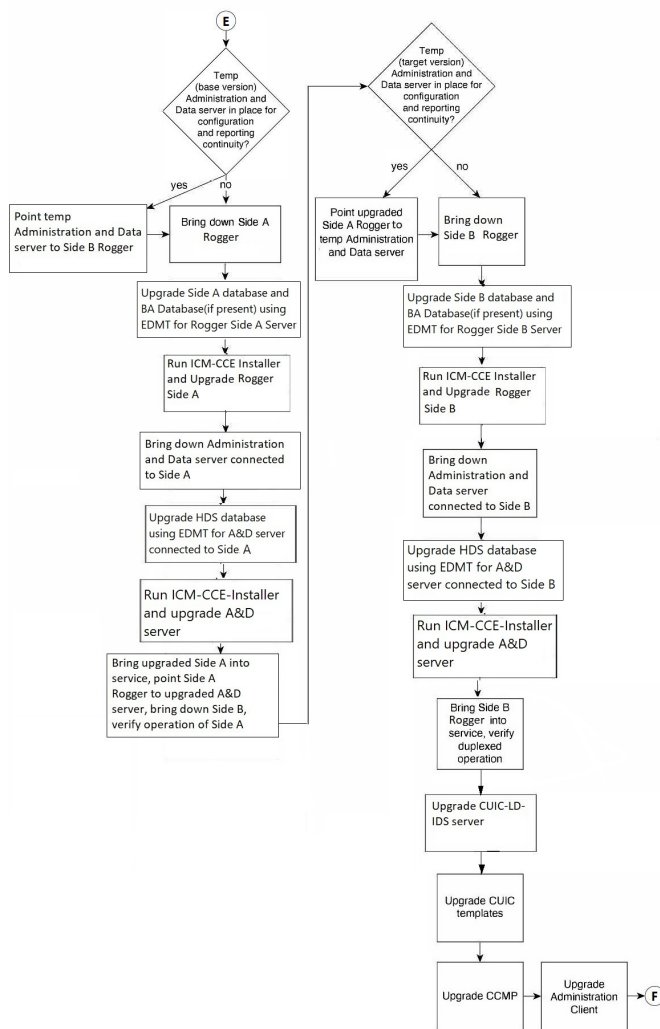 E
Temp
(base version)
Administration and
Data server in place for
configuration
and reporting
continuity?
yes
no
Point temp
Administration and Data
server to Side B Rogger
Bring down Side A
Rogger
Upgrade Side A database and
BA Database(if present) using
EDMT for Rogger Side A Server
Run ICM-CCE Installer
and Upgrade Rogger
Side A
Bring down Administration
and Data server connected
to Side A
Upgrade HDS database
using EDMT for A&D server
connected to Side A
Run ICM-CCE-Installer
and upgrade A&D
server
Bring upgraded Side A into
service, point Side A
Rogger to upgraded A&D
server, bring down Side B,
verify operation of Side A
Temp
(target version)
Administration and
Data server in place for
configuration
and reporting
continuity?
yes
no
Point upgraded
Side A Rogger to
temp Administration
and Data server
Bring down
Side B Rogger
Upgrade Side B database and
BA Database(if present) using
EDMT for Rogger Side B Server
Run ICM-CCE Installer
and Upgrade Rogger
Side B
Bring down
Administration and
Data server
connected to Side B
Upgrade HDS database
using EDMT for A&D
server connected to Side B
Run ICM-CCE-Installer
and upgrade A&D
server
Bring Side B
Rogger into
service, verify
duplexed
operation
Upgrade CUIC-LD-
IDS server
Upgrade CUIC
templates
Upgrade CCMP
Upgrade
Administration
Client
F